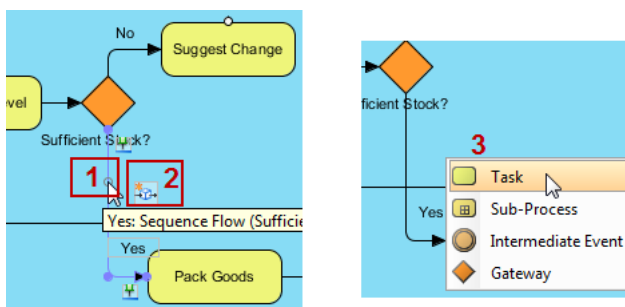 No
Suggest Change
vel
Sufficient Stock?
1
2
Yes: Sequence Flow (Sufficie
Yes
Pack Goods
ficient Stock?
3
Task
Yes
Sub-Process
Intermediate Event
Gateway